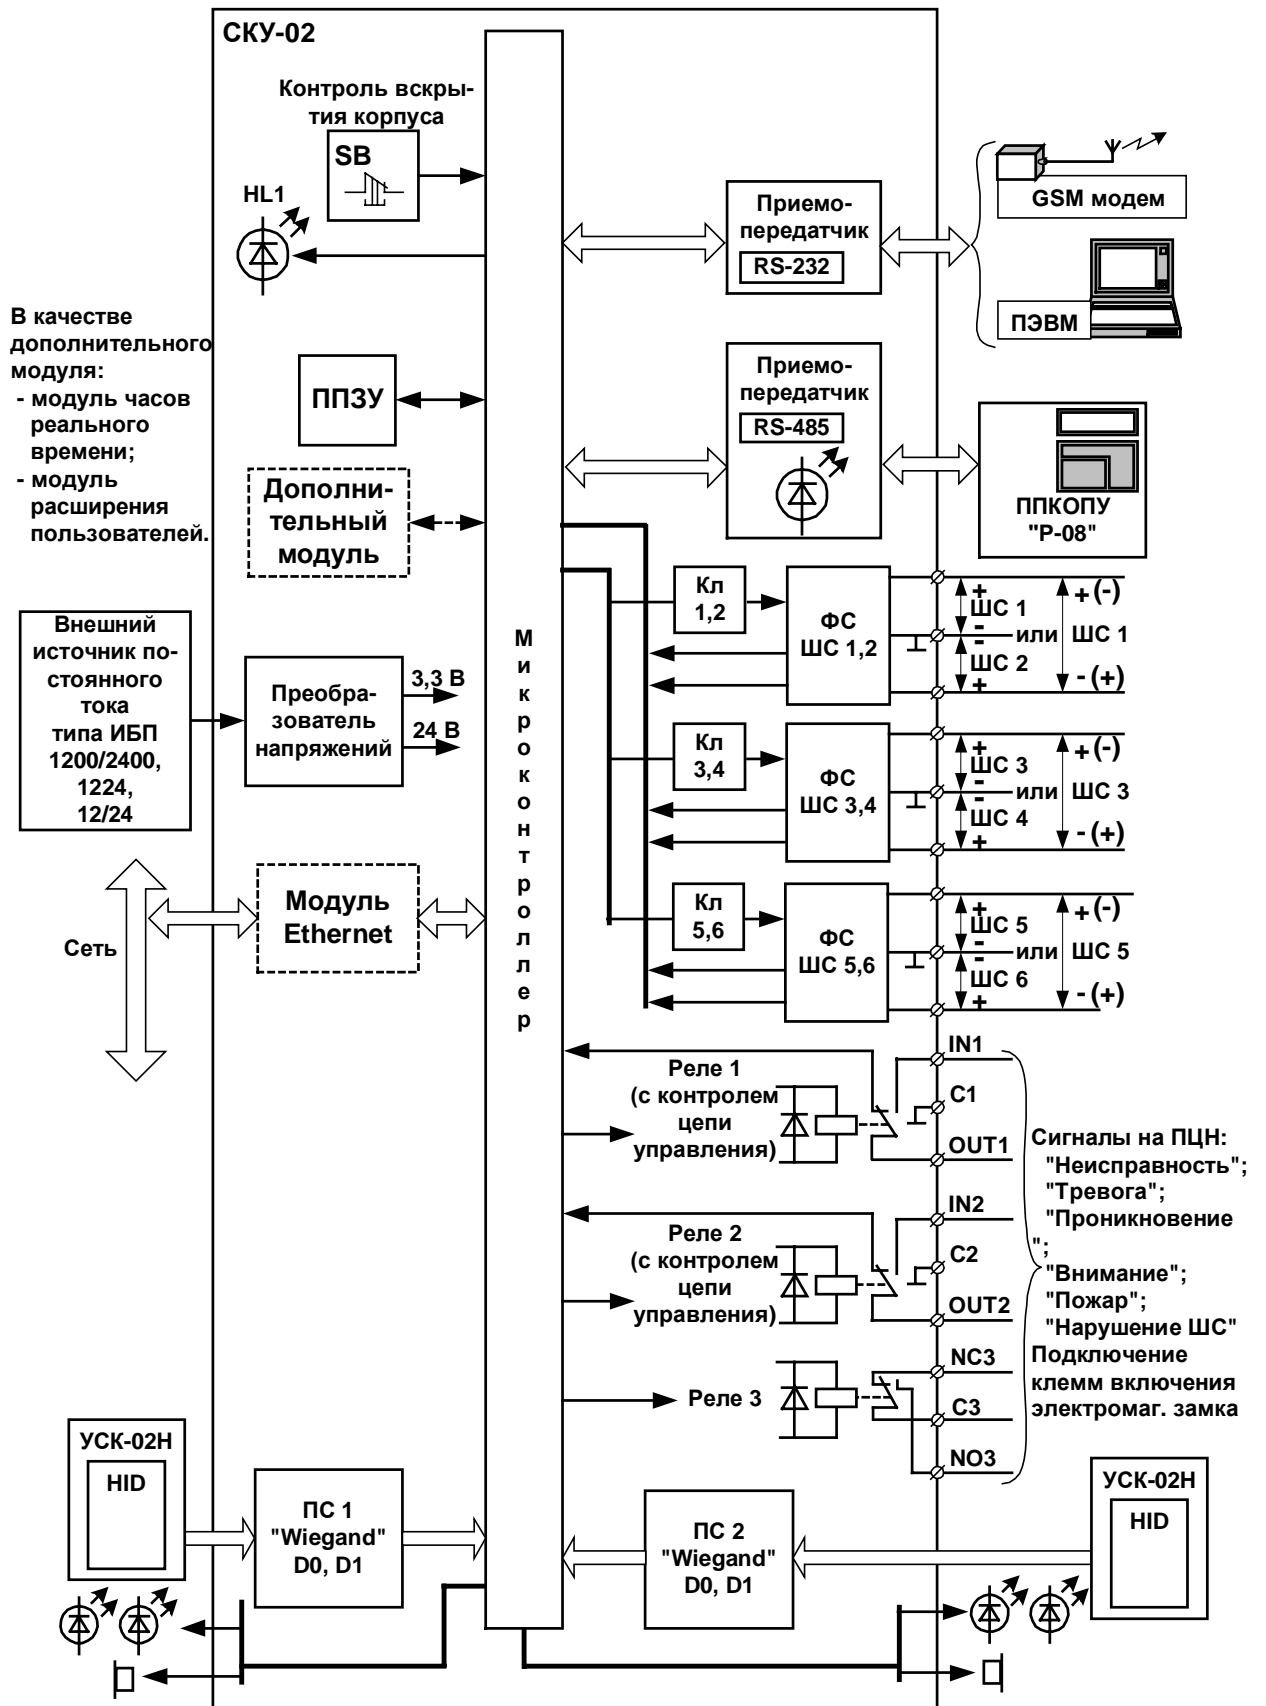 СКУ-02
Контроль вскры-
тия корпуса
SB
HL1
Приемо-
передатчик
RS-232
GSM модем
ПЭВМ
В качестве
дополнительного
модуля:
- модуль часов
реального
времени;
- модуль
расширения
пользователей.
ППЗУ
Приемо-
передатчик
RS-485
ППКОПУ
"Р-08"
Дополни-
тельный
модуль
Микроконтроллер
Внешний
источник по-
стоянного
тока
типа ИБП
1200/2400,
1224,
12/24
Преобра-
зователь
напряжений
3,3 В
24 В
Кл
1,2
ФС
ШС 1,2
+
ШС 1
-
- или
ШС 2
+
+ (-)
ШС 1
- (+)
Кл
3,4
ФС
ШС 3,4
+
ШС 3
-
- или
ШС 4
+
+ (-)
ШС 3
- (+)
Кл
5,6
ФС
ШС 5,6
+
ШС 5
-
- или
ШС 6
+
+ (-)
ШС 5
- (+)
Модуль
Ethernet
Сеть
Реле 1
(с контролем
цепи
управления)
IN1
C1
OUT1
Реле 2
(с контролем
цепи
управления)
IN2
C2
OUT2
Реле 3
NC3
C3
NO3
Сигналы на ПЦН:
"Неисправность";
"Тревога";
"Проникновение
";
"Внимание";
"Пожар";
"Нарушение ШС"
Подключение
клемм включения
электромаг. замка
УСК-02Н
HID
ПС 1
"Wiegand"
D0, D1
ПС 2
"Wiegand"
D0, D1
УСК-02Н
HID